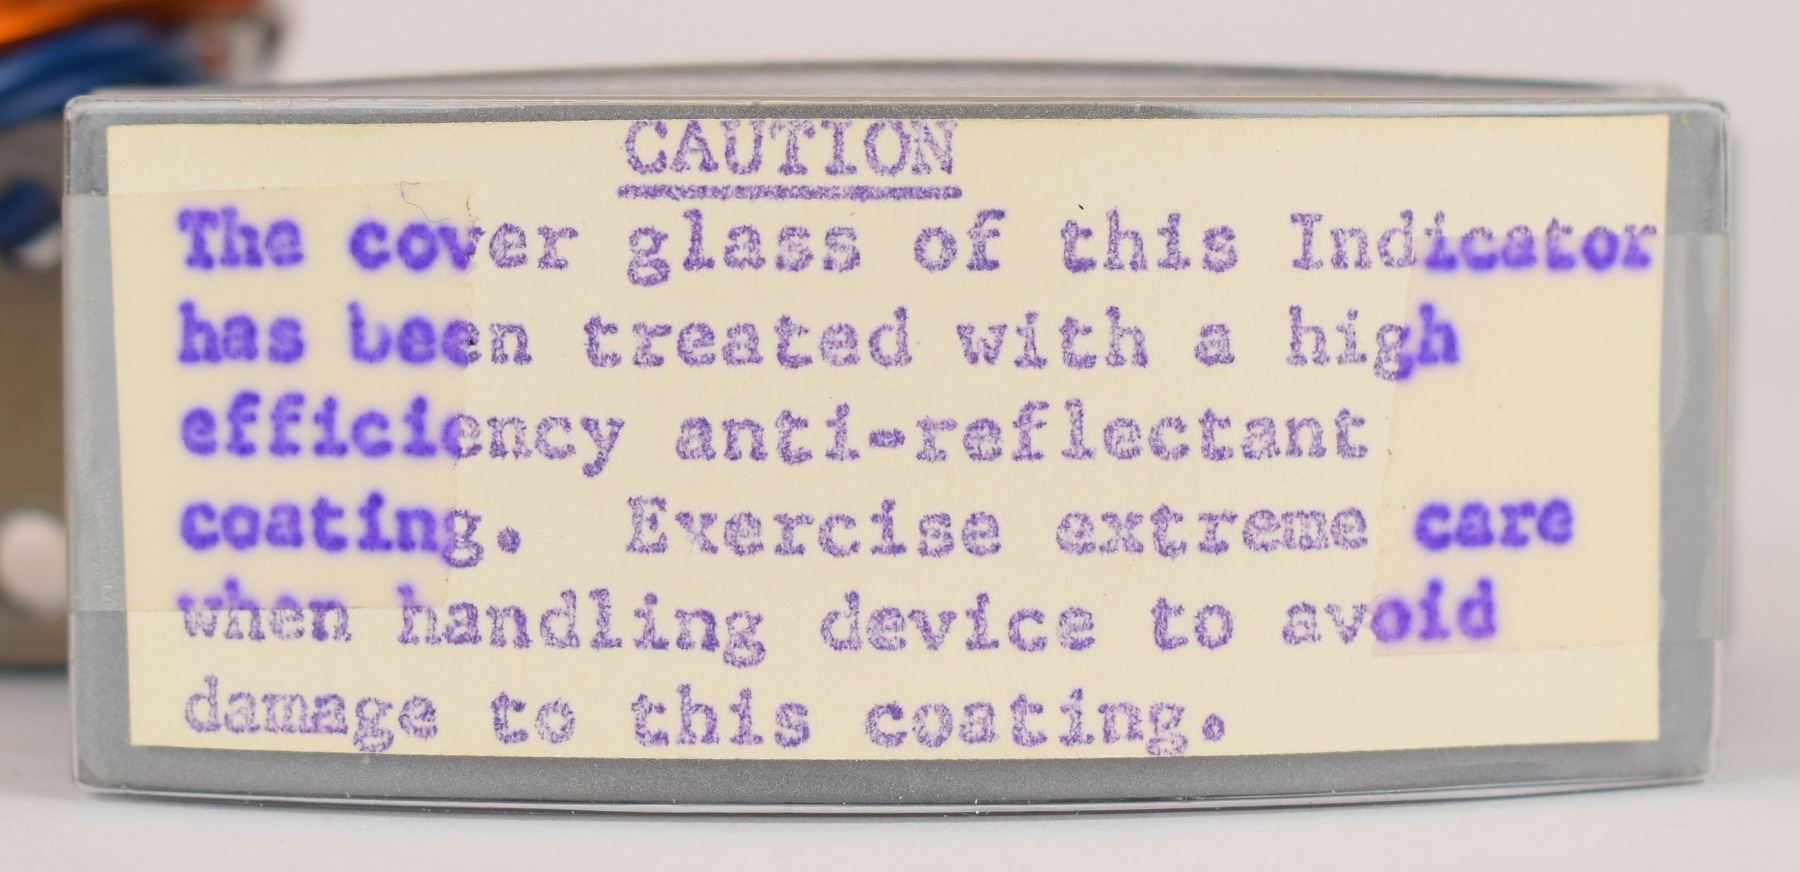 CAUTION
The cover glass of this Indicator
has been treated with a high
efficiency anti-reflectant
coating.  Exercise extreme care
when handling device to avoid
damage to this coating.